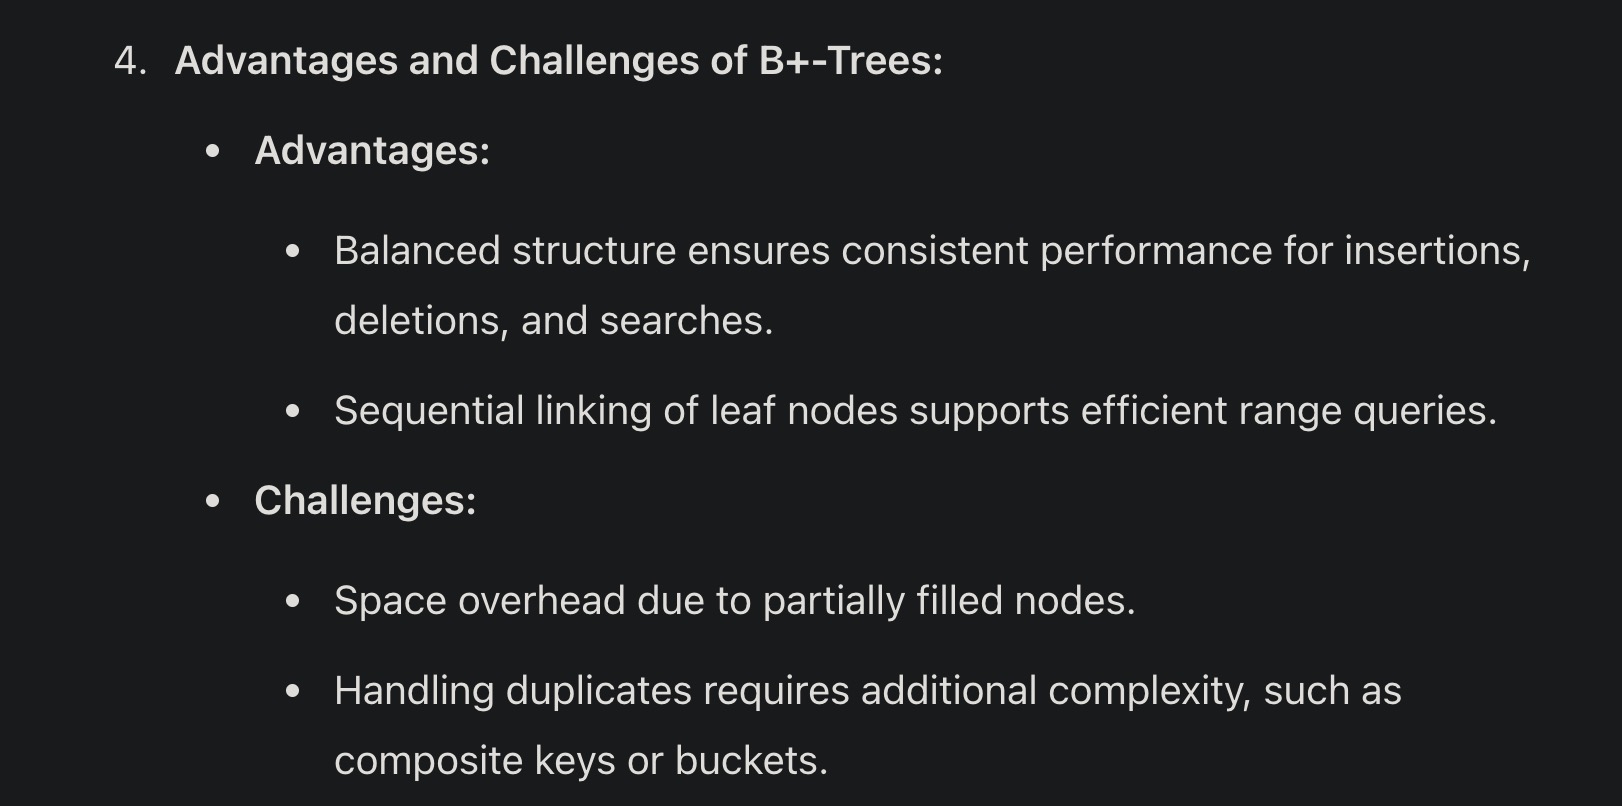 4. Advantages and Challenges of B+-Trees:
• Advantages:
• Balanced structure ensures consistent performance for insertions,
deletions, and searches.
• Sequential linking of leaf nodes supports efficient range queries.
• Challenges:
• Space overhead due to partially filled nodes.
• Handling duplicates requires additional complexity, such as
composite keys or buckets.